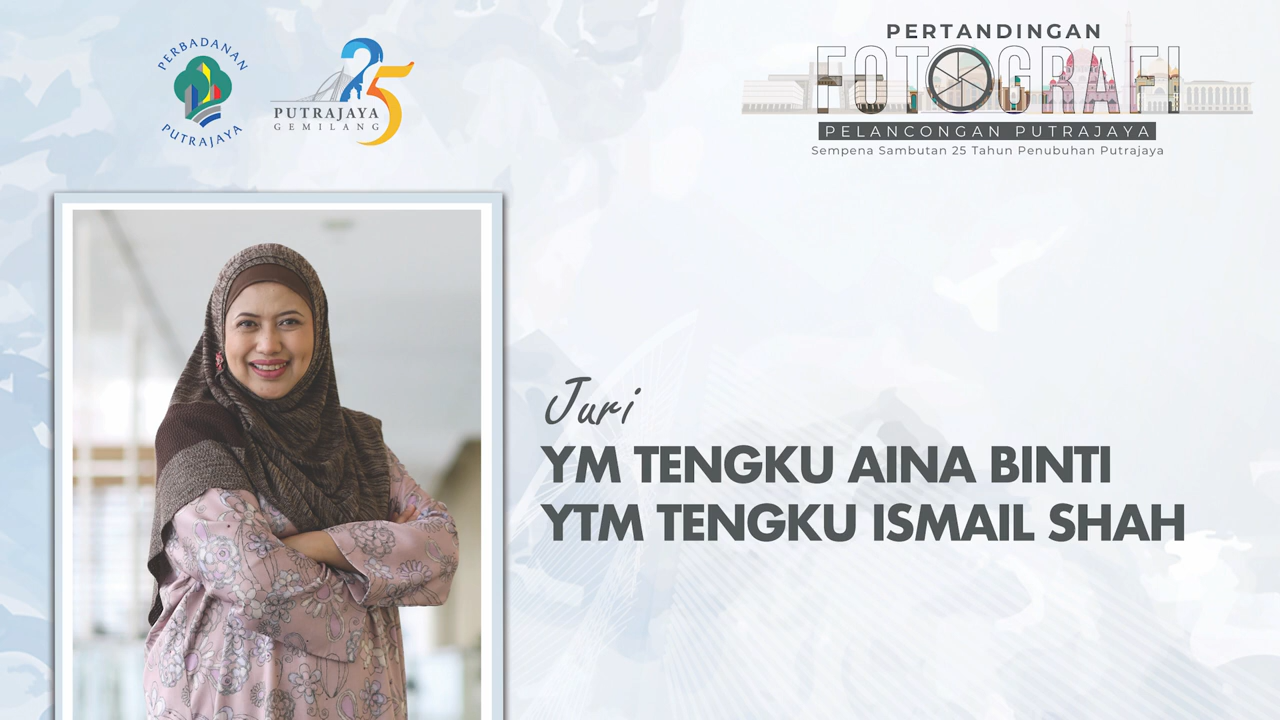 PERBADANAN
PUTRAJAYA
25
PUTRAJAYA
GEMILANG
PERTANDINGAN
FOTOGRAFI
PELANCONGAN PUTRAJAYA
Sempena Sambutan 25 Tahun Penubuhan Putrajaya
Juri
YM TENGKU AINA BINTI
YTM TENGKU ISMAIL SHAH